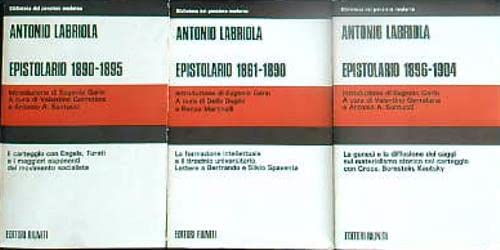 Biblioteca del pensiero moderno
ANTONIO LABRIOLA
EPISTOLARIO 1890-1895
Introduzione di Eugenio Garin
A cura di Valentino Gerratana
e Antonio A. Santucci
Il carteggio con Engels, Turati
e i maggiori esponenti
del movimento socialista
EDITORI RIUNITI
Biblioteca del pensiero moderno
ANTONIO LABRIOLA
EPISTOLARIO 1861-1890
Introduzione di Eugenio Garin
A cura di Delia Dugini
e Renzo Martinelli
La formazione intellettuale
e il tirocinio universitario.
Lettere a Bertrando e Silvio Spaventa
EDITORI RIUNITI
Biblioteca del pensiero moderno
ANTONIO LABRIOLA
EPISTOLARIO 1896-1904
Introduzione di Eugenio Garin
A cura di Valentino Gerratana
e Antonio A. Santucci
La genesi e la diffusione dei saggi
sul materialismo storico nel carteggio
con Croce, Bernstein, Kautsky
EDITORI RIUNITI